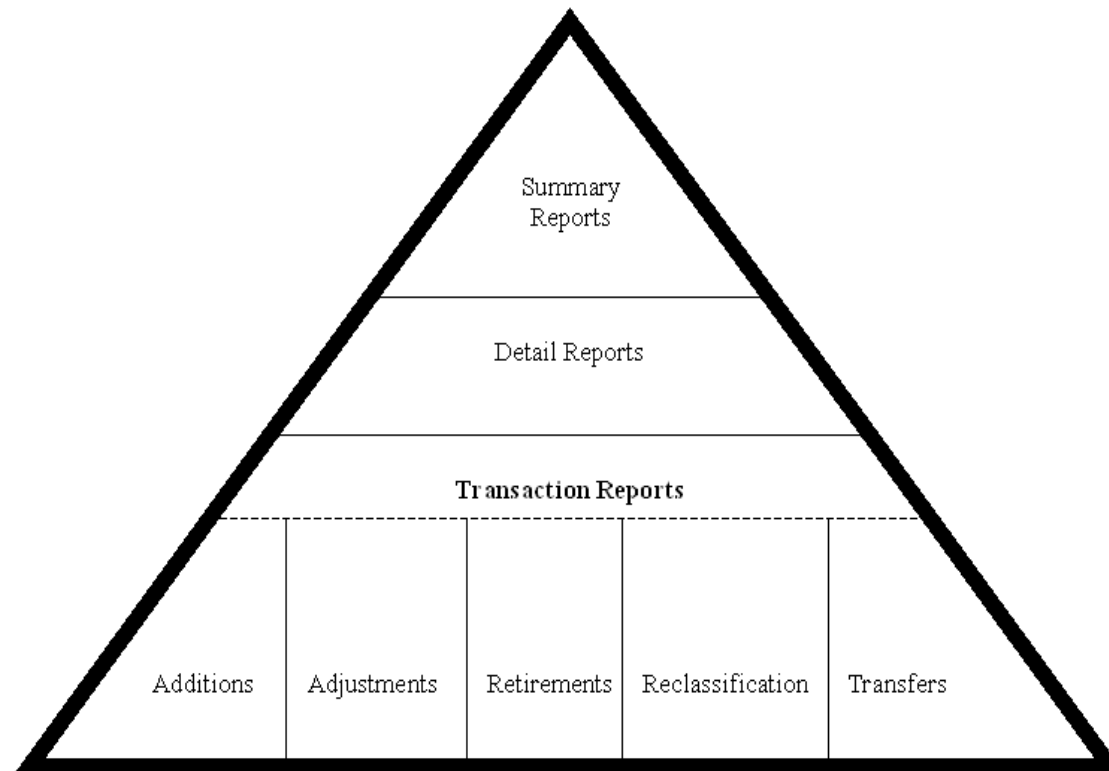 Summary
Reports
Detail Reports
Transaction Reports
Additions Adjustments Retirements Reclassification Transfers